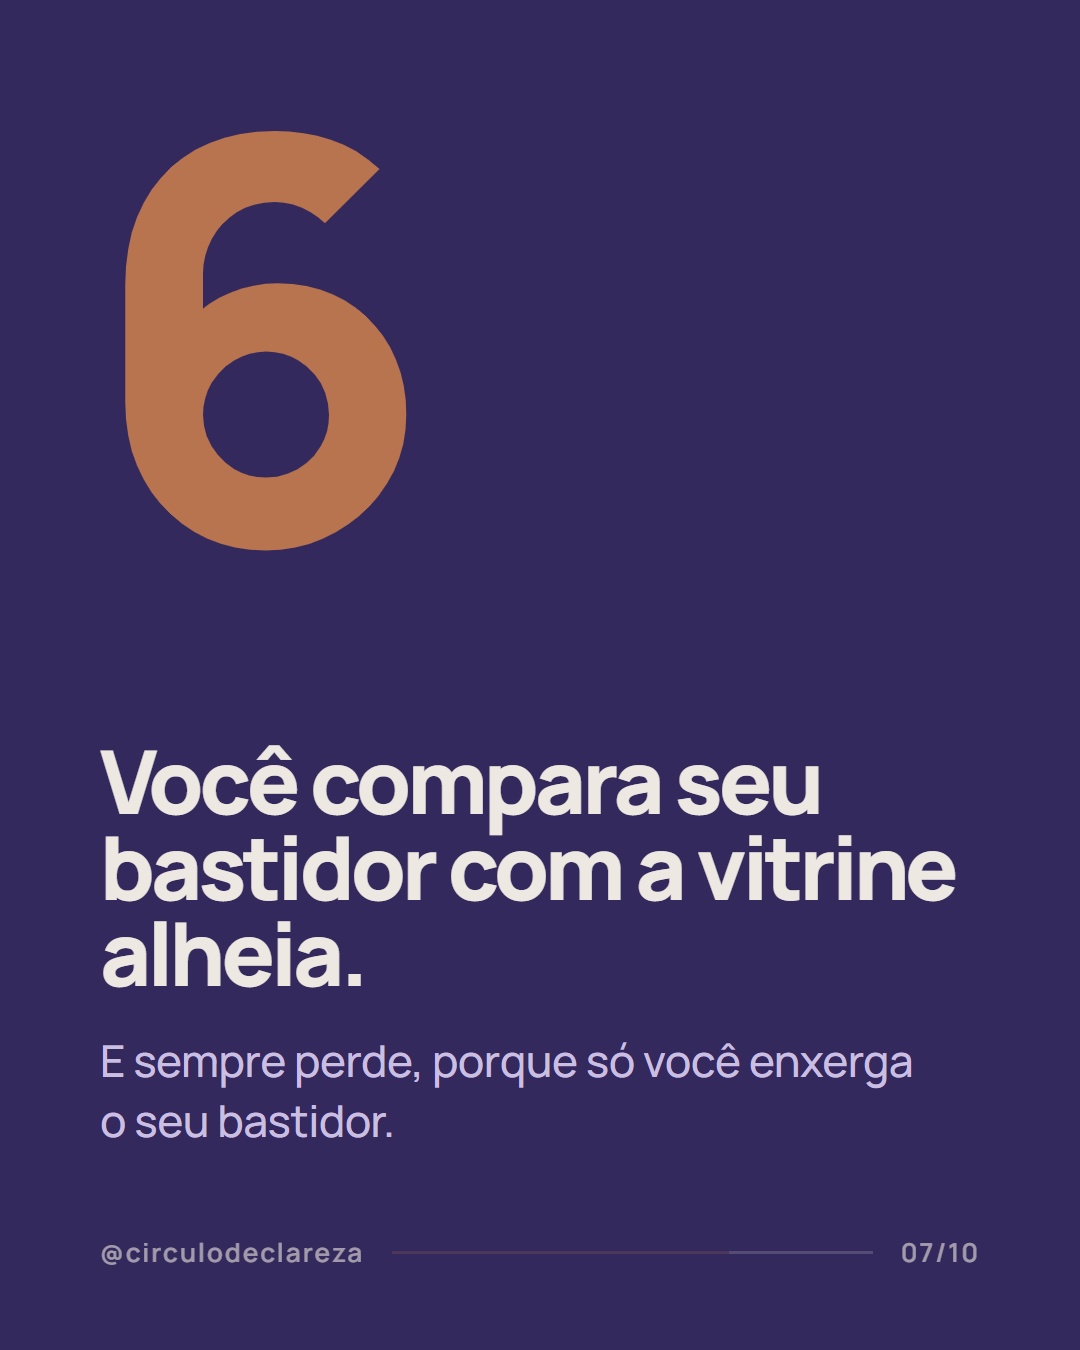 6
Você compara seu
bastidor com a vitrine
alheia.
E sempre perde, porque só você enxerga
o seu bastidor.
@circulodeclareza 07/10